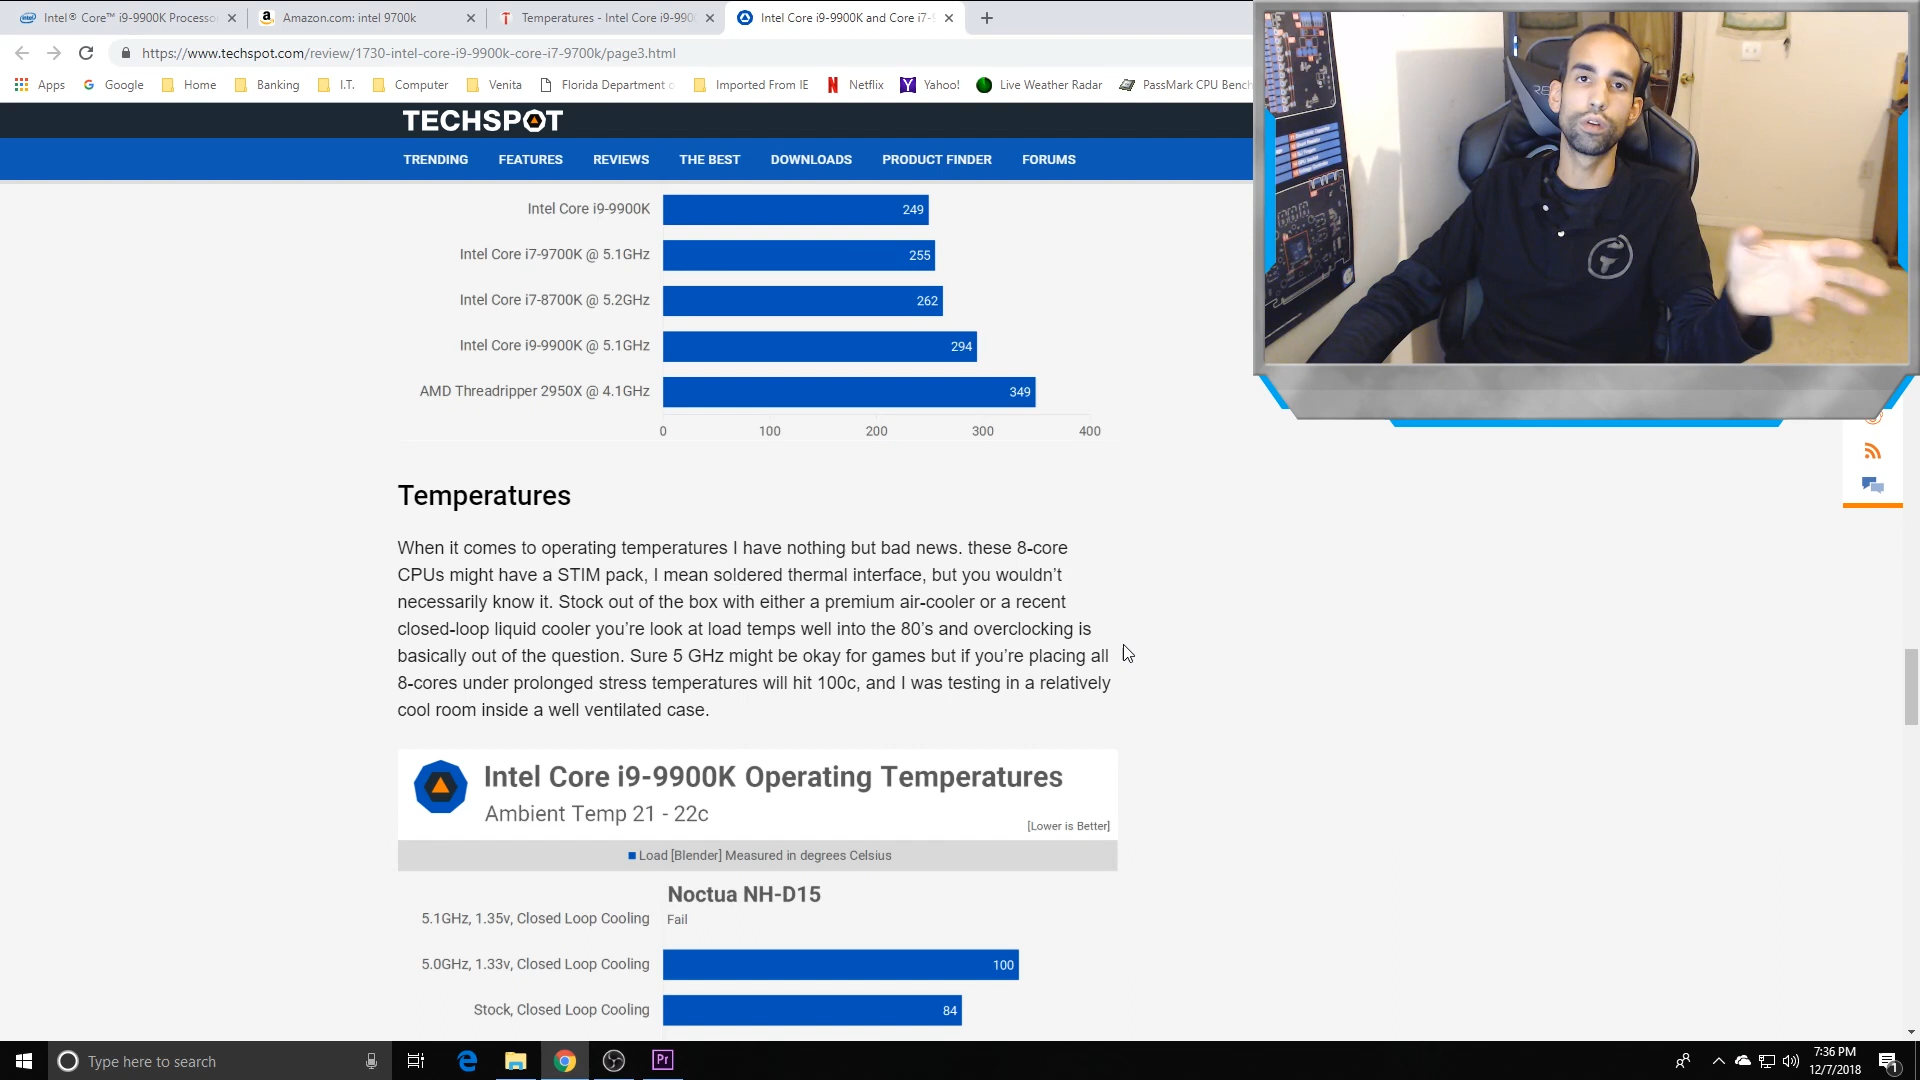 Intel® Core™ i9-9900K Processo
Amazon.com: intel 9700k
Temperatures - Intel Core i9-990
Intel Core i9-9900K and Core i7-9
https://www.techspot.com/review/1730-intel-core-i9-9900k-core-i7-9700k/page3.html
Apps
Google
Home
Banking
I.T.
Computer
Venita
Florida Department o
Imported From IE
Netflix
Yahoo!
Live Weather Radar
PassMark CPU Bench
TECHSPOT
TRENDING FEATURES REVIEWS THE BEST DOWNLOADS PRODUCT FINDER FORUMS
Intel Core i9-9900K 249
Intel Core i7-9700K @ 5.1GHz 255
Intel Core i7-8700K @ 5.2GHz 262
Intel Core i9-9900K @ 5.1GHz 294
AMD Threadripper 2950X @ 4.1GHz 349
0 100 200 300 400
Temperatures
When it comes to operating temperatures I have nothing but bad news. these 8-core
CPUs might have a STIM pack, I mean soldered thermal interface, but you wouldn't
necessarily know it. Stock out of the box with either a premium air-cooler or a recent
closed-loop liquid cooler you're look at load temps well into the 80's and overclocking is
basically out of the question. Sure 5 GHz might be okay for games but if you're placing all
8-cores under prolonged stress temperatures will hit 100c, and I was testing in a relatively
cool room inside a well ventilated case.
Intel Core i9-9900K Operating Temperatures
Ambient Temp 21 - 22c
[Lower is Better]
Load [Blender] Measured in degrees Celsius
Noctua NH-D15
5.1GHz, 1.35v, Closed Loop Cooling Fail
5.0GHz, 1.33v, Closed Loop Cooling 100
Stock, Closed Loop Cooling 84
Type here to search
Pr
7:36 PM
12/7/2018
1